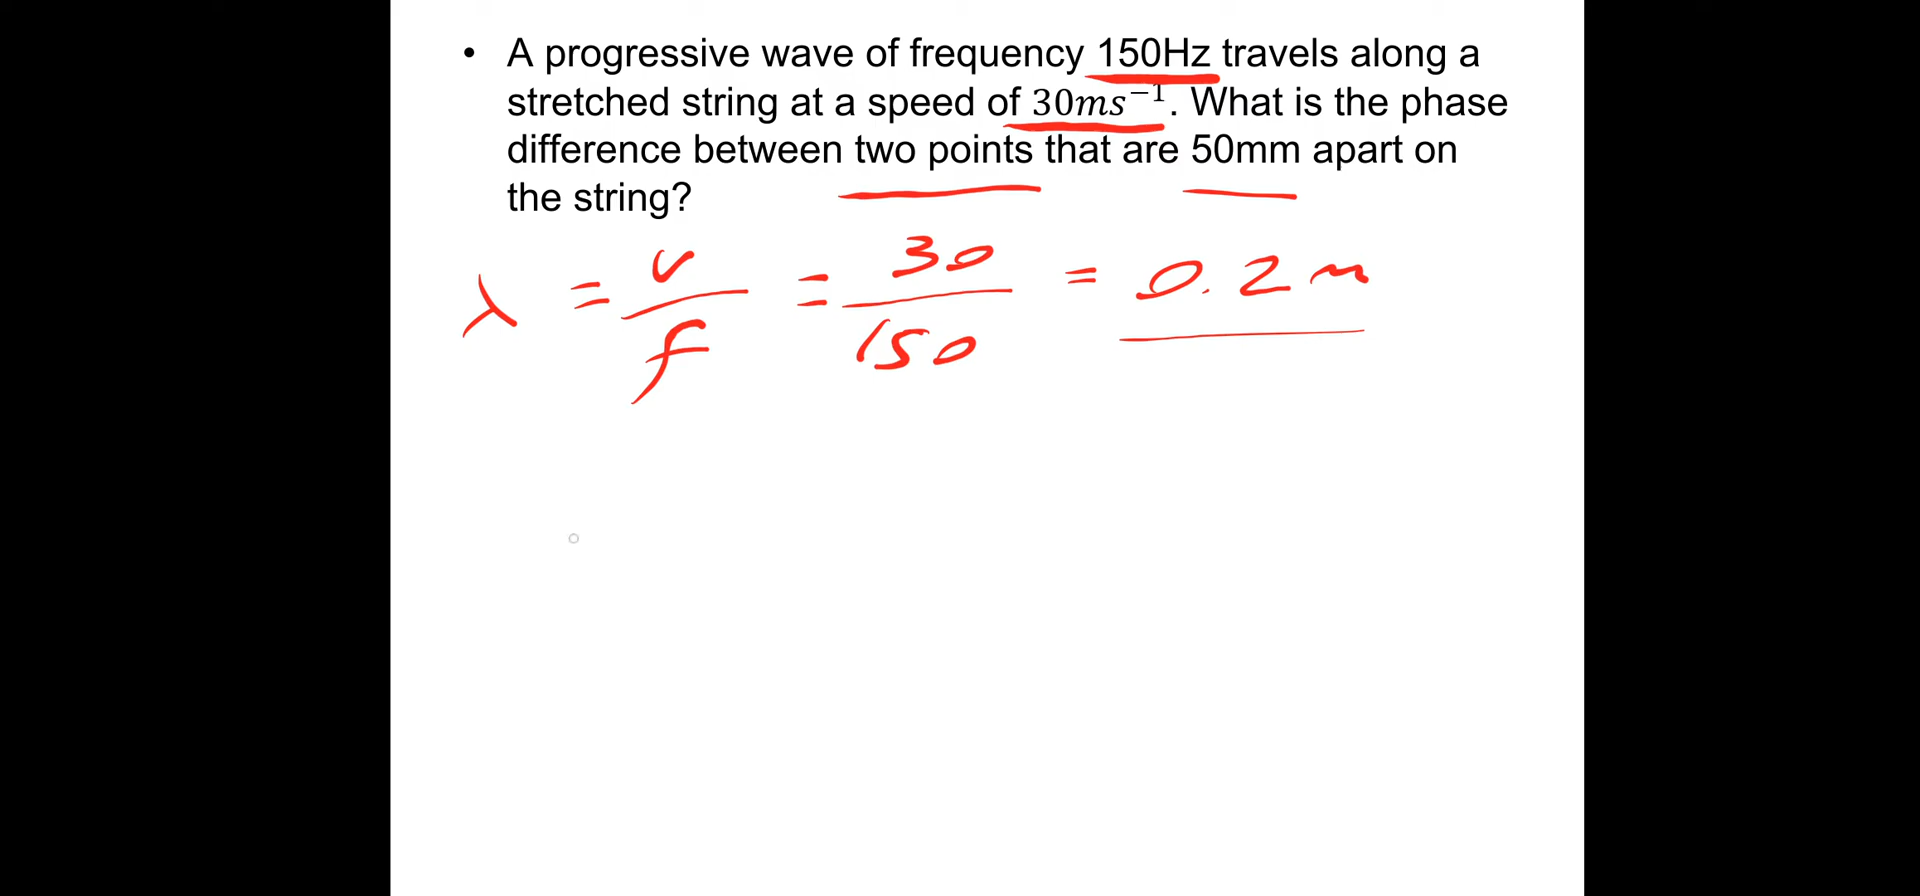 • A progressive wave of frequency 150Hz travels along a
stretched string at a speed of 30ms⁻¹. What is the phase
difference between two points that are 50mm apart on
the string?
λ = v/f = 30/150 = 0.2m